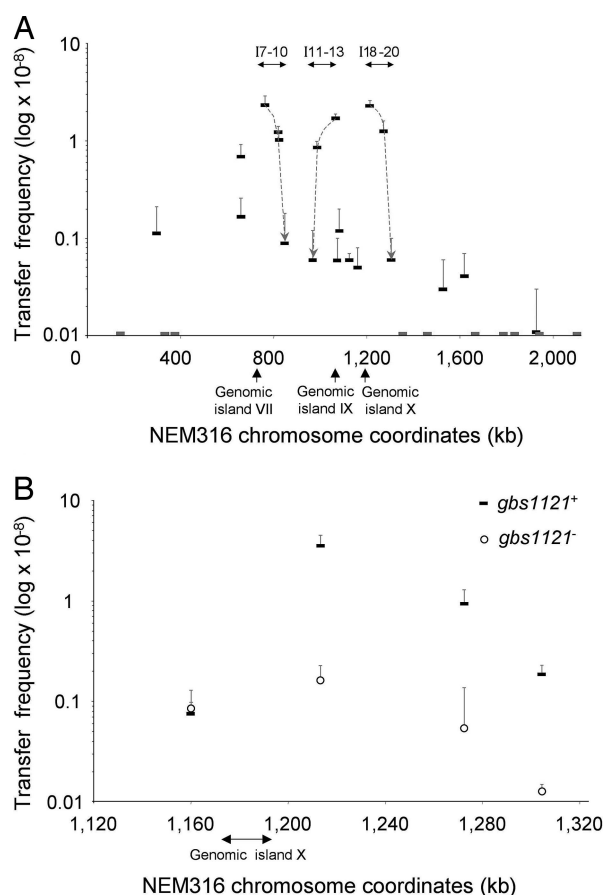 A
I7-10 I11-13 I18-20
Transfer frequency (log x 10-8)
10
1
0.1
0.01
0 400 800 1,200 1,600 2,000
Genomic island VII
Genomic island IX
Genomic island X
NEM316 chromosome coordinates (kb)
B
gbs1121+
gbs1121-
Transfer frequency (log x 10-8)
10
1
0.1
0.01
1,120 1,160 1,200 1,240 1,280 1,320
Genomic island X
NEM316 chromosome coordinates (kb)